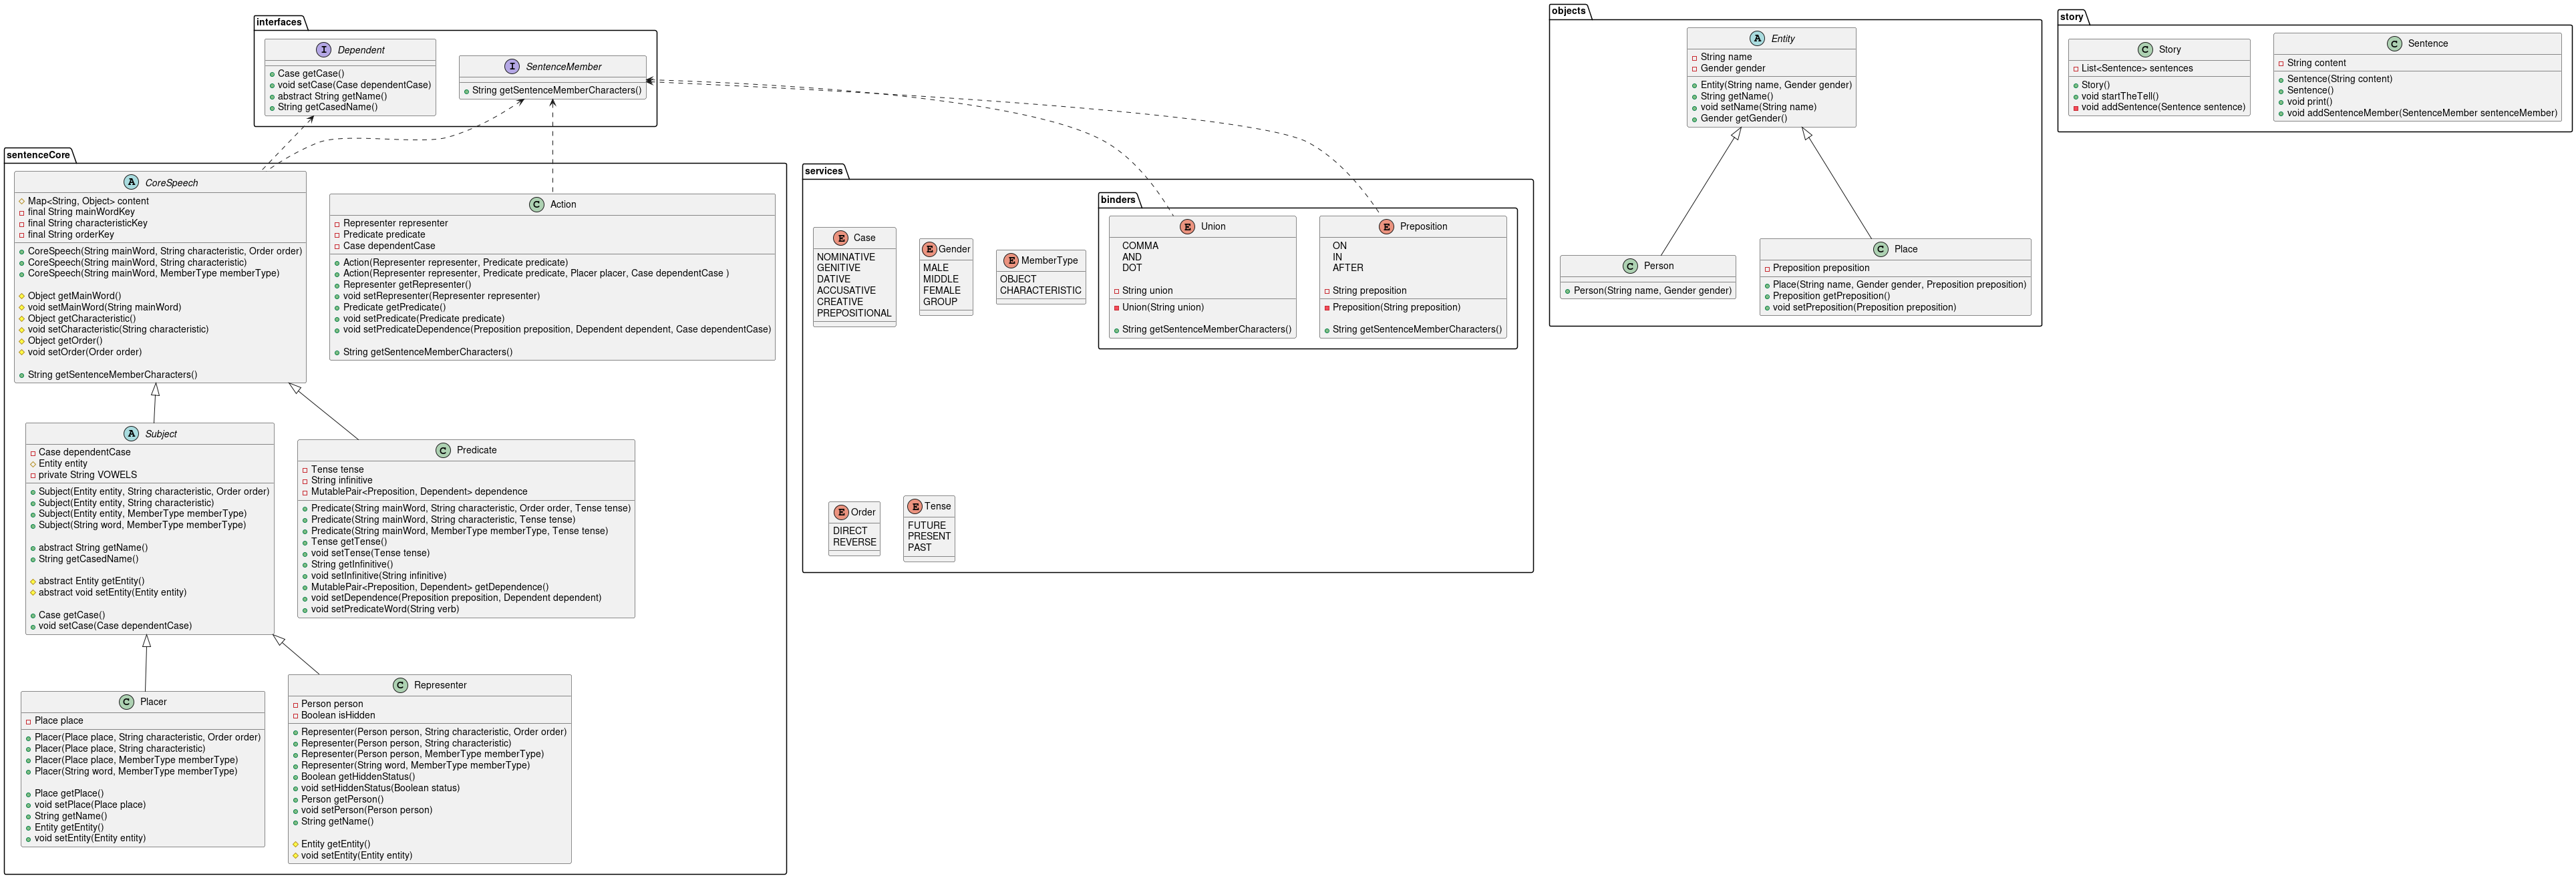 interfaces
Dependent
Case getCase()
void setCase(Case dependentCase)
abstract String getName()
String getCasedName()
SentenceMember
String getSentenceMemberCharacters()
sentenceCore
CoreSpeech
Map<String, Object> content
final String mainWordKey
final String characteristicKey
final String orderKey
CoreSpeech(String mainWord, String characteristic, Order order)
CoreSpeech(String mainWord, String characteristic)
CoreSpeech(String mainWord, MemberType memberType)
Object getMainWord()
void setMainWord(String mainWord)
Object getCharacteristic()
void setCharacteristic(String characteristic)
Object getOrder()
void setOrder(Order order)
String getSentenceMemberCharacters()
Action
Representer representer
Predicate predicate
Case dependentCase
Action(Representer representer, Predicate predicate)
Action(Representer representer, Predicate predicate, Placer placer, Case dependentCase )
Representer getRepresenter()
void setRepresenter(Representer representer)
Predicate getPredicate()
void setPredicate(Predicate predicate)
void setPredicateDependence(Preposition preposition, Dependent dependent, Case dependentCase)
String getSentenceMemberCharacters()
Subject
Case dependentCase
Entity entity
private String VOWELS
Subject(Entity entity, String characteristic, Order order)
Subject(Entity entity, String characteristic)
Subject(Entity entity, MemberType memberType)
Subject(String word, MemberType memberType)
abstract String getName()
String getCasedName()
abstract Entity getEntity()
abstract void setEntity(Entity entity)
Case getCase()
void setCase(Case dependentCase)
Predicate
Tense tense
String infinitive
MutablePair<Preposition, Dependent> dependence
Predicate(String mainWord, String characteristic, Order order, Tense tense)
Predicate(String mainWord, String characteristic, Tense tense)
Predicate(String mainWord, MemberType memberType, Tense tense)
Tense getTense()
void setTense(Tense tense)
String getInfinitive()
void setInfinitive(String infinitive)
MutablePair<Preposition, Dependent> getDependence()
void setDependence(Preposition preposition, Dependent dependent)
void setPredicateWord(String verb)
Placer
Place place
Placer(Place place, String characteristic, Order order)
Placer(Place place, String characteristic)
Placer(Place place, MemberType memberType)
Placer(String word, MemberType memberType)
Place getPlace()
void setPlace(Place place)
String getName()
Entity getEntity()
void setEntity(Entity entity)
Representer
Person person
Boolean isHidden
Representer(Person person, String characteristic, Order order)
Representer(Person person, String characteristic)
Representer(Person person, MemberType memberType)
Representer(String word, MemberType memberType)
Boolean getHiddenStatus()
void setHiddenStatus(Boolean status)
Person getPerson()
void setPerson(Person person)
String getName()
Entity getEntity()
void setEntity(Entity entity)
services
Case
NOMINATIVE
GENITIVE
DATIVE
ACCUSATIVE
CREATIVE
PREPOSITIONAL
Gender
MALE
MIDDLE
FEMALE
GROUP
MemberType
OBJECT
CHARACTERISTIC
binders
Union
COMMA
AND
DOT
String union
Union(String union)
String getSentenceMemberCharacters()
Preposition
ON
IN
AFTER
String preposition
Preposition(String preposition)
String getSentenceMemberCharacters()
Order
DIRECT
REVERSE
Tense
FUTURE
PRESENT
PAST
objects
Entity
String name
Gender gender
Entity(String name, Gender gender)
String getName()
void setName(String name)
Gender getGender()
Person
Person(String name, Gender gender)
Place
Preposition preposition
Place(String name, Gender gender, Preposition preposition)
Preposition getPreposition()
void setPreposition(Preposition preposition)
story
Story
List<Sentence> sentences
Story()
void startTheTell()
void addSentence(Sentence sentence)
Sentence
String content
Sentence(String content)
Sentence()
void print()
void addSentenceMember(SentenceMember sentenceMember)